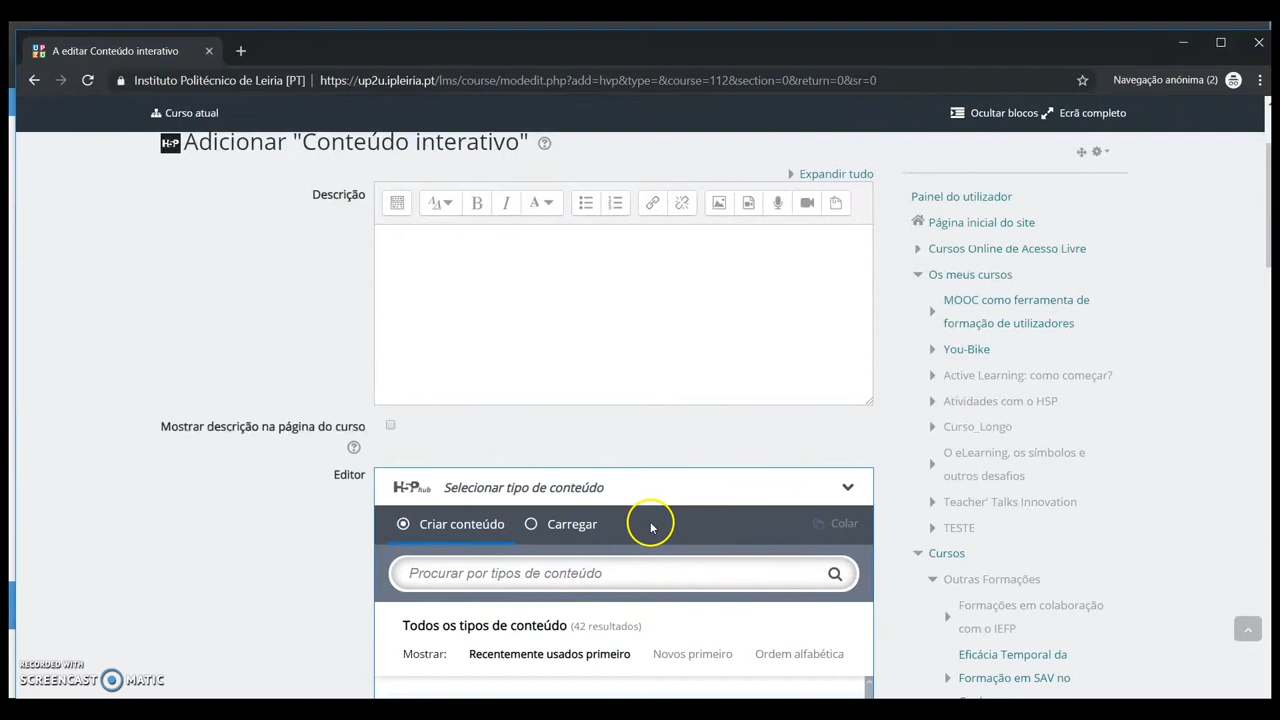 A editar Conteúdo interativo
Instituto Politécnico de Leiria [PT]
https://up2u.ipleiria.pt/lms/course/modedit.php?add=hvp&type=&course=112&section=0&return=0&sr=0
Navegação anónima (2)
Curso atual
Ocultar blocos
Ecrã completo
H5P Adicionar "Conteúdo interativo"
Expandir tudo
Descrição
Mostrar descrição na página do curso
Editor
H5P hub
Selecionar tipo de conteúdo
Criar conteúdo
Carregar
Colar
Procurar por tipos de conteúdo
Todos os tipos de conteúdo (42 resultados)
Mostrar:
Recentemente usados primeiro
Novos primeiro
Ordem alfabética
Painel do utilizador
Página inicial do site
Cursos Online de Acesso Livre
Os meus cursos
MOOC como ferramenta de
formação de utilizadores
You-Bike
Active Learning: como começar?
Atividades com o H5P
Curso_Longo
O eLearning, os símbolos e
outros desafios
Teacher' Talks Innovation
TESTE
Cursos
Outras Formações
Formações em colaboração
com o IEFP
Eficácia Temporal da
Formação em SAV no
RECORDED WITH
SCREENCAST MATIC